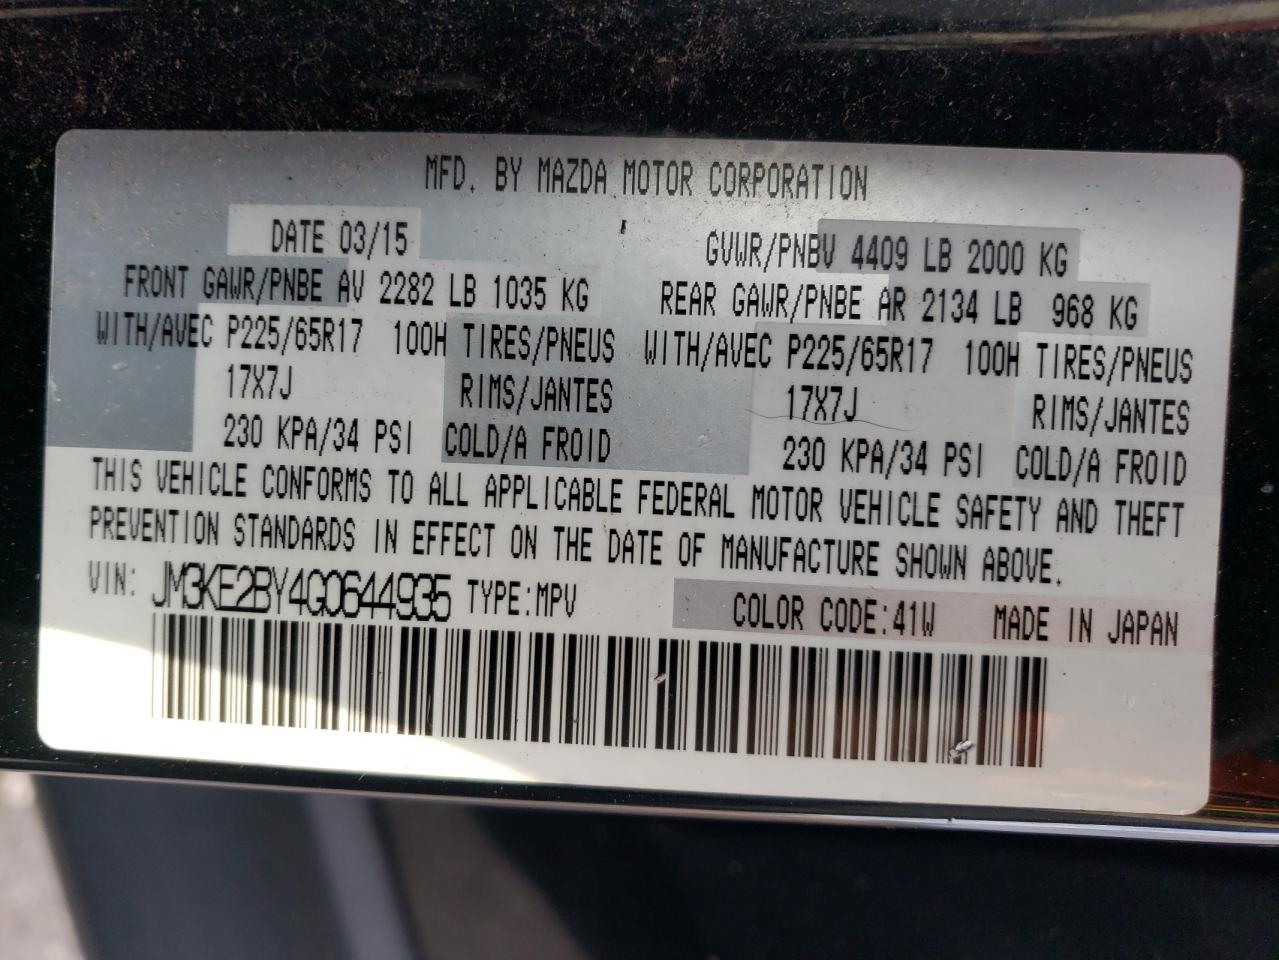 MFD. BY MAZDA MOTOR CORPORATION
DATE 03/15 GVWR/PNBV 4409 LB 2000 KG
FRONT GAWR/PNBE AV 2282 LB 1035 KG REAR GAWR/PNBE AR 2134 LB 968 KG
WITH/AVEC P225/65R17 100H TIRES/PNEUS WITH/AVEC P225/65R17 100H TIRES/PNEUS
17X7J RIMS/JANTES 17X7J RIMS/JANTES
230 KPA/34 PSI COLD/A FROID 230 KPA/34 PSI COLD/A FROID
THIS VEHICLE CONFORMS TO ALL APPLICABLE FEDERAL MOTOR VEHICLE SAFETY AND THEFT
PREVENTION STANDARDS IN EFFECT ON THE DATE OF MANUFACTURE SHOWN ABOVE.
VIN: JM3KE2BY4G0644935 TYPE:MPV COLOR CODE:41W MADE IN JAPAN